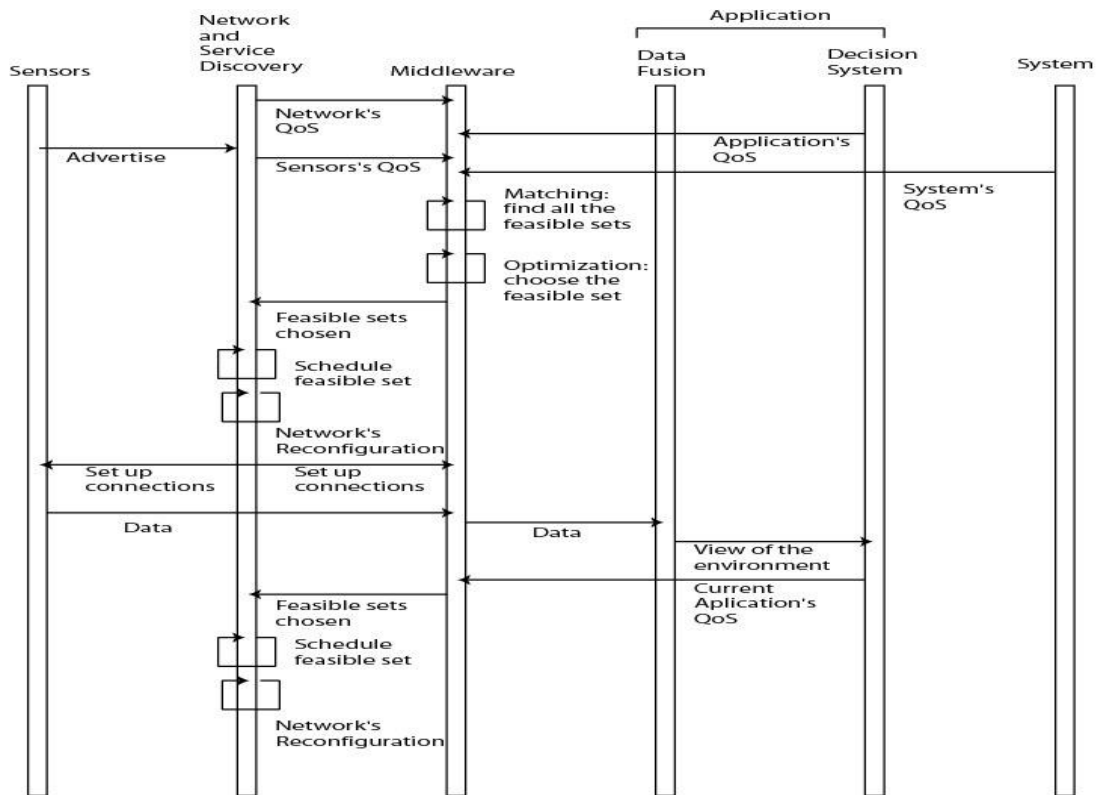 Application
Network
and
Service
Discovery
Data
Fusion
Decision
System
Sensors
Middleware
System
Network's
QoS
Application's
QoS
Advertise
Sensors's QoS
System's
QoS
Matching:
find all the
feasible sets
Optimization:
choose the
feasible set
Feasible sets
chosen
Schedule
feasible set
Network's
Reconfiguration
Set up
connections
Set up
connections
Data
Data
View of the
environment
Current
Aplication's
QoS
Feasible sets
chosen
Schedule
feasible set
Network's
Reconfiguration